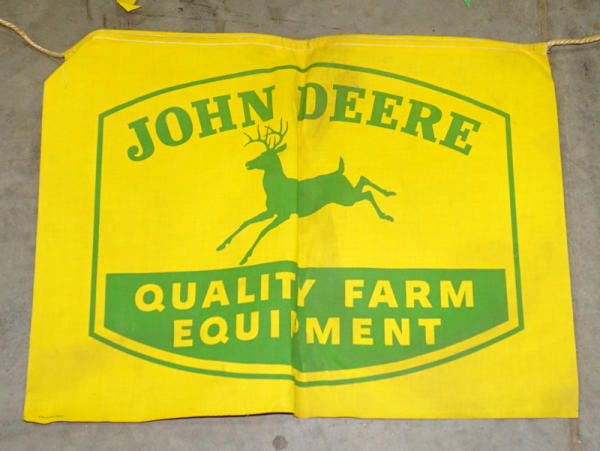 JOHN DEERE
QUALITY FARM
EQUIPMENT